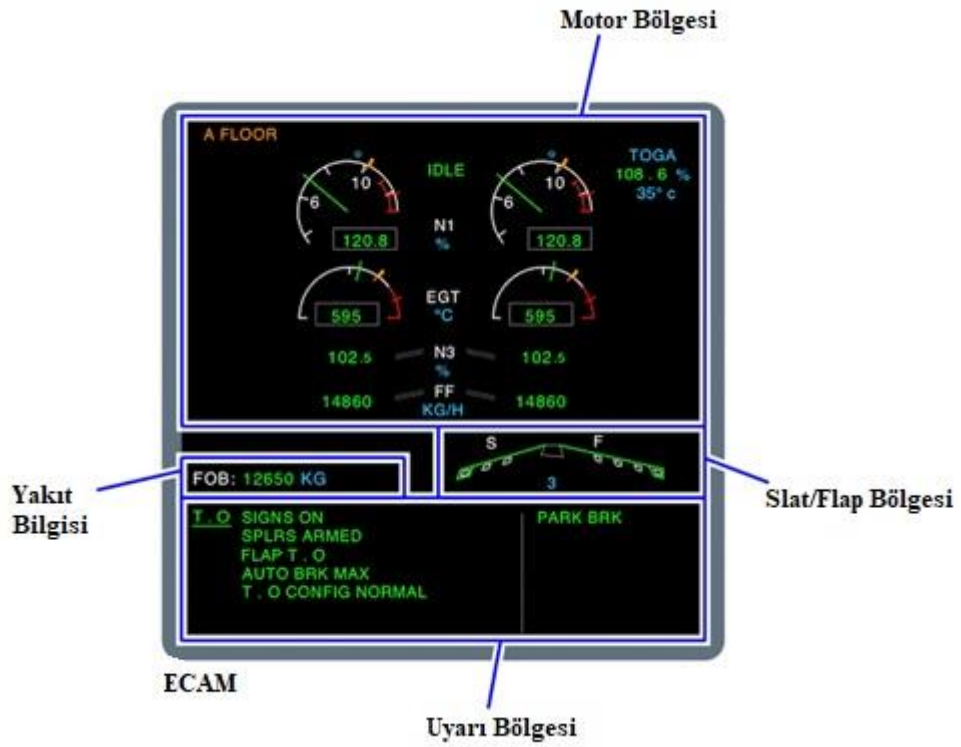 Motor Bölgesi
A FLOOR
10 IDLE 10 TOGA
108 . 6 %
6 6 35° c
N1
120.8 % 120.8
EGT
595 °C 595
102.5 N3 102.5
%
14860 FF 14860
KG/H
S F
FOB: 12650 KG 3
Yakıt
Bilgisi
Slat/Flap Bölgesi
T . O SIGNS ON PARK BRK
SPLRS ARMED
FLAP T . O
AUTO BRK MAX
T . O CONFIG NORMAL
ECAM
Uyarı Bölgesi